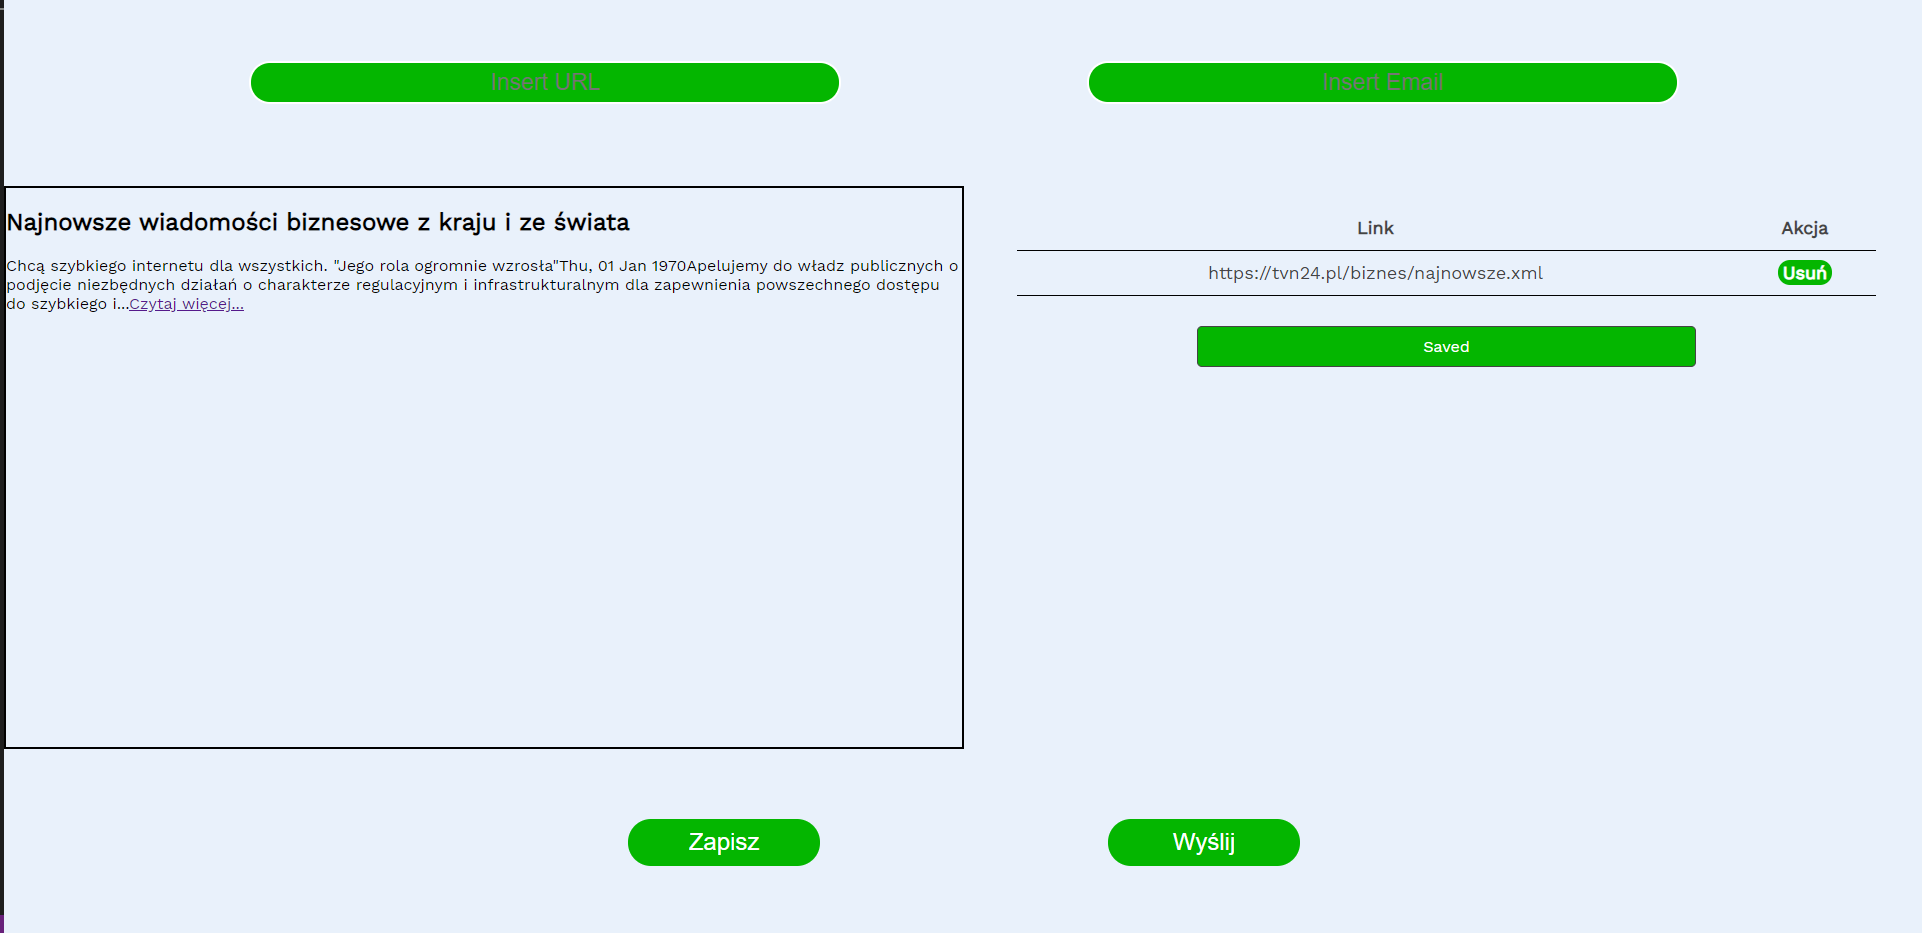 Insert URL
Insert Email
Najnowsze wiadomości biznesowe z kraju i ze świata
Chcą szybkiego internetu dla wszystkich. "Jego rola ogromnie wzrosła"Thu, 01 Jan 1970Apelujemy do władz publicznych o
podjęcie niezbędnych działań o charakterze regulacyjnym i infrastrukturalnym dla zapewnienia powszechnego dostępu
do szybkiego i...Czytaj więcej...
Link Akcja
https://tvn24.pl/biznes/najnowsze.xml Usuń
Saved
Zapisz
Wyślij